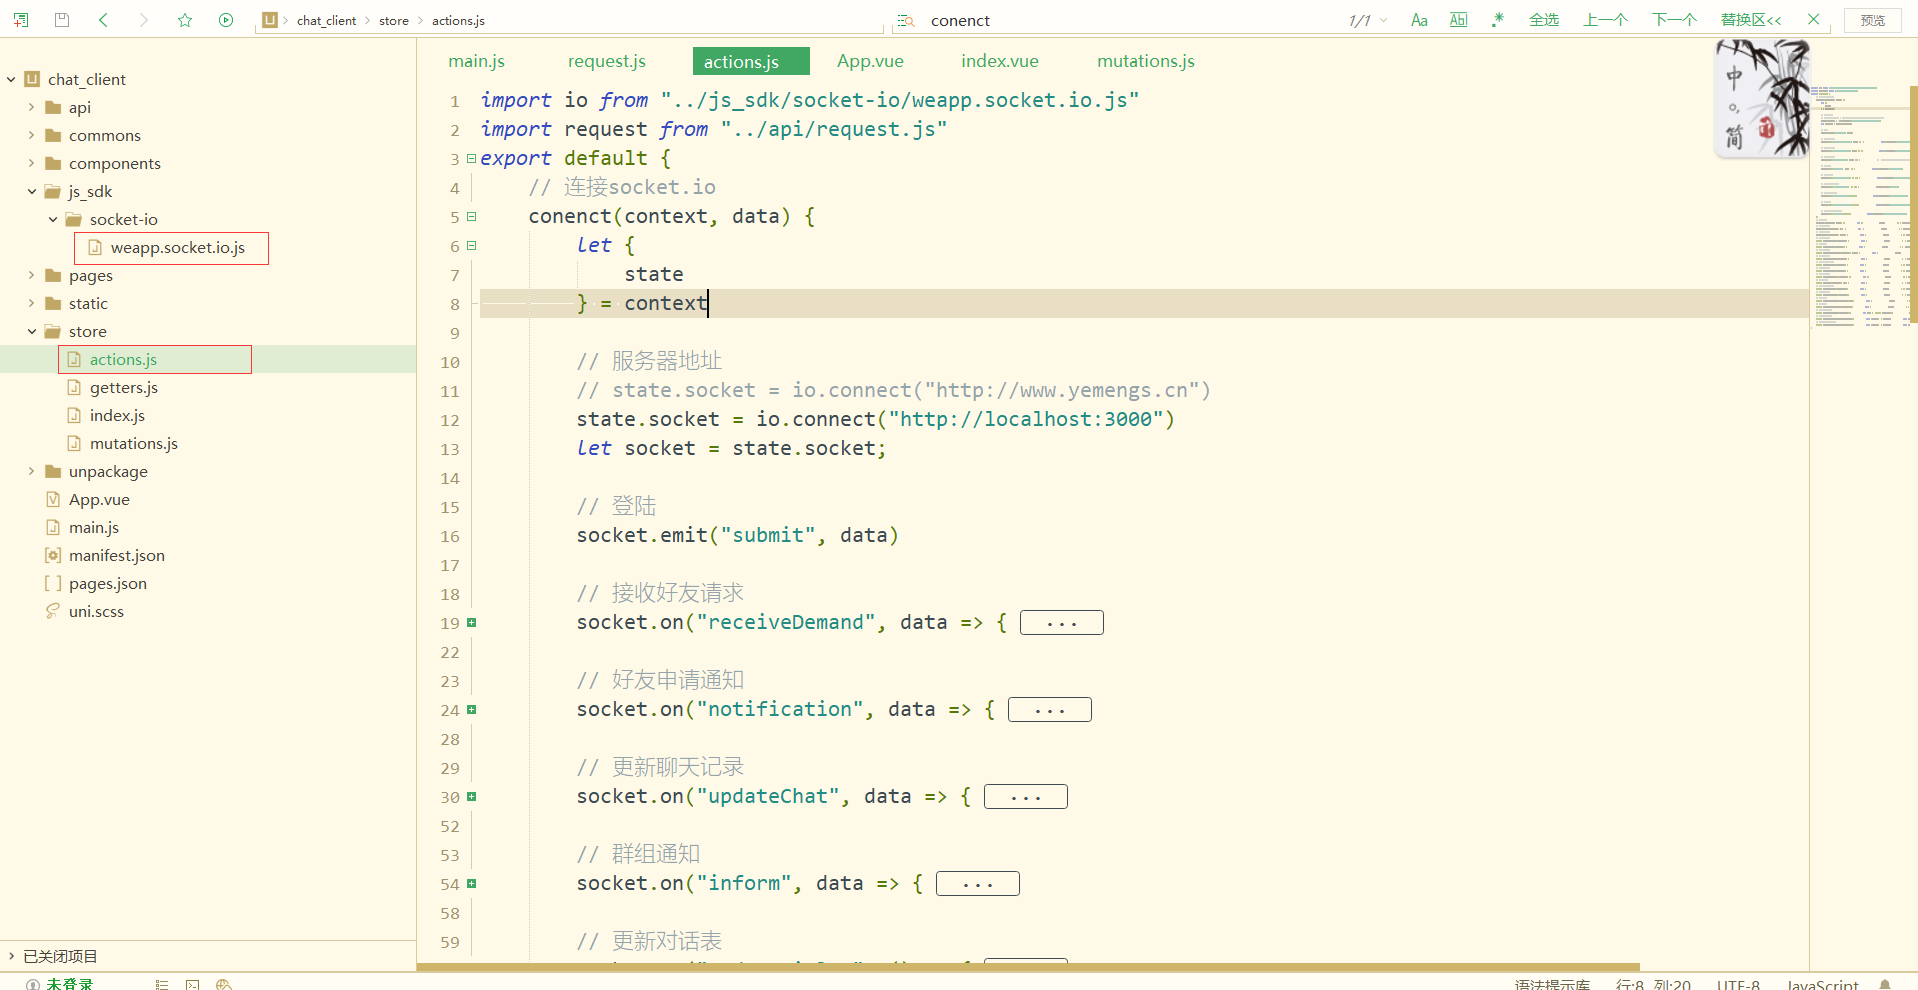 chat_client store actions.js
conenct
1/1 Aa Ab| .* 全选 上一个 下一个 替换区<< 预览
chat_client
api
commons
components
js_sdk
socket-io
weapp.socket.io.js
pages
static
store
actions.js
getters.js
index.js
mutations.js
unpackage
App.vue
main.js
manifest.json
pages.json
uni.scss
已关闭项目
main.js request.js actions.js App.vue index.vue mutations.js
中
简
1 import io from "../js_sdk/socket-io/weapp.socket.io.js"
2 import request from "../api/request.js"
3 export default {
4 // 连接socket.io
5 conenct(context, data) {
6 let {
7 state
8 } = context
9
10 // 服务器地址
11 // state.socket = io.connect("http://www.yemengs.cn")
12 state.socket = io.connect("http://localhost:3000")
13 let socket = state.socket;
14
15 // 登陆
16 socket.emit("submit", data)
17
18 // 接收好友请求
19 socket.on("receiveDemand", data => { ...
22
23 // 好友申请通知
24 socket.on("notification", data => { ...
28
29 // 更新聊天记录
30 socket.on("updateChat", data => { ...
52
53 // 群组通知
54 socket.on("inform", data => { ...
58
59 // 更新对话表
未登录
语法提示库 行:8 列:20 UTF-8 JavaScript